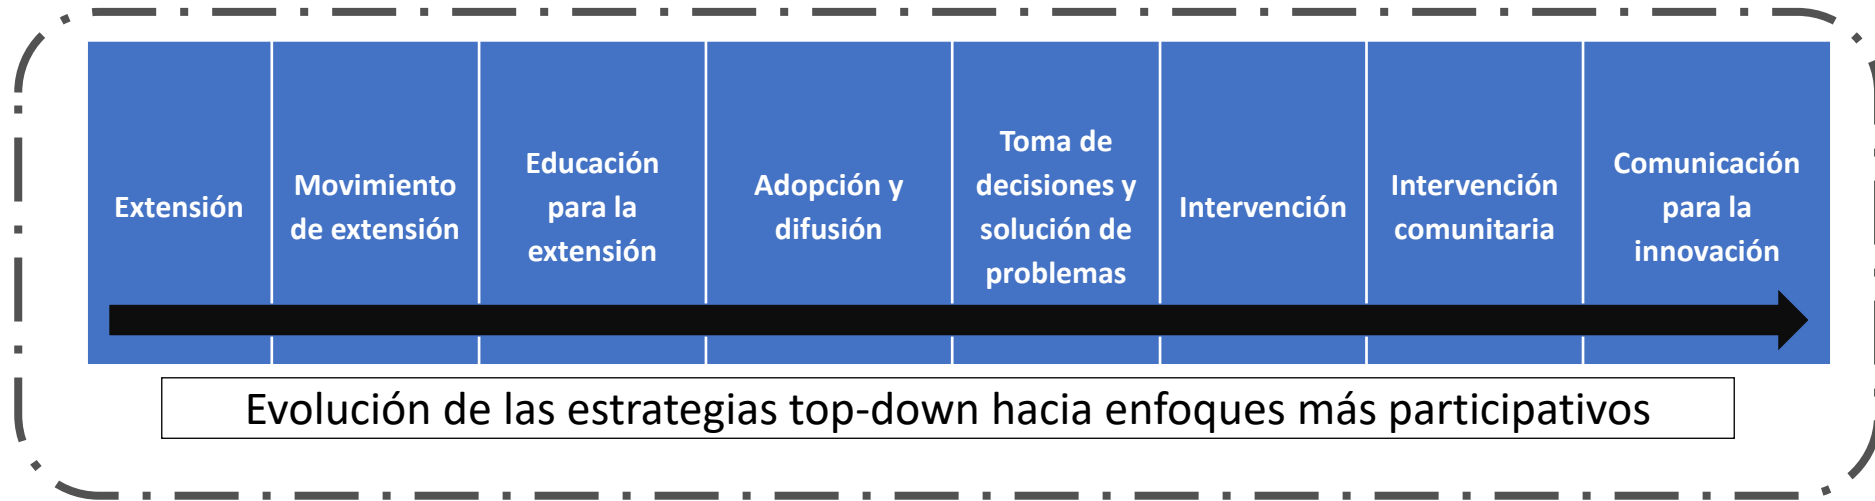 Extensión
Movimiento
de extensión
Educación
para la
extensión
Adopción y
difusión
Toma de
decisiones y
solución de
problemas
Intervención
Intervención
comunitaria
Comunicación
para la
innovación
Evolución de las estrategias top-down hacia enfoques más participativos